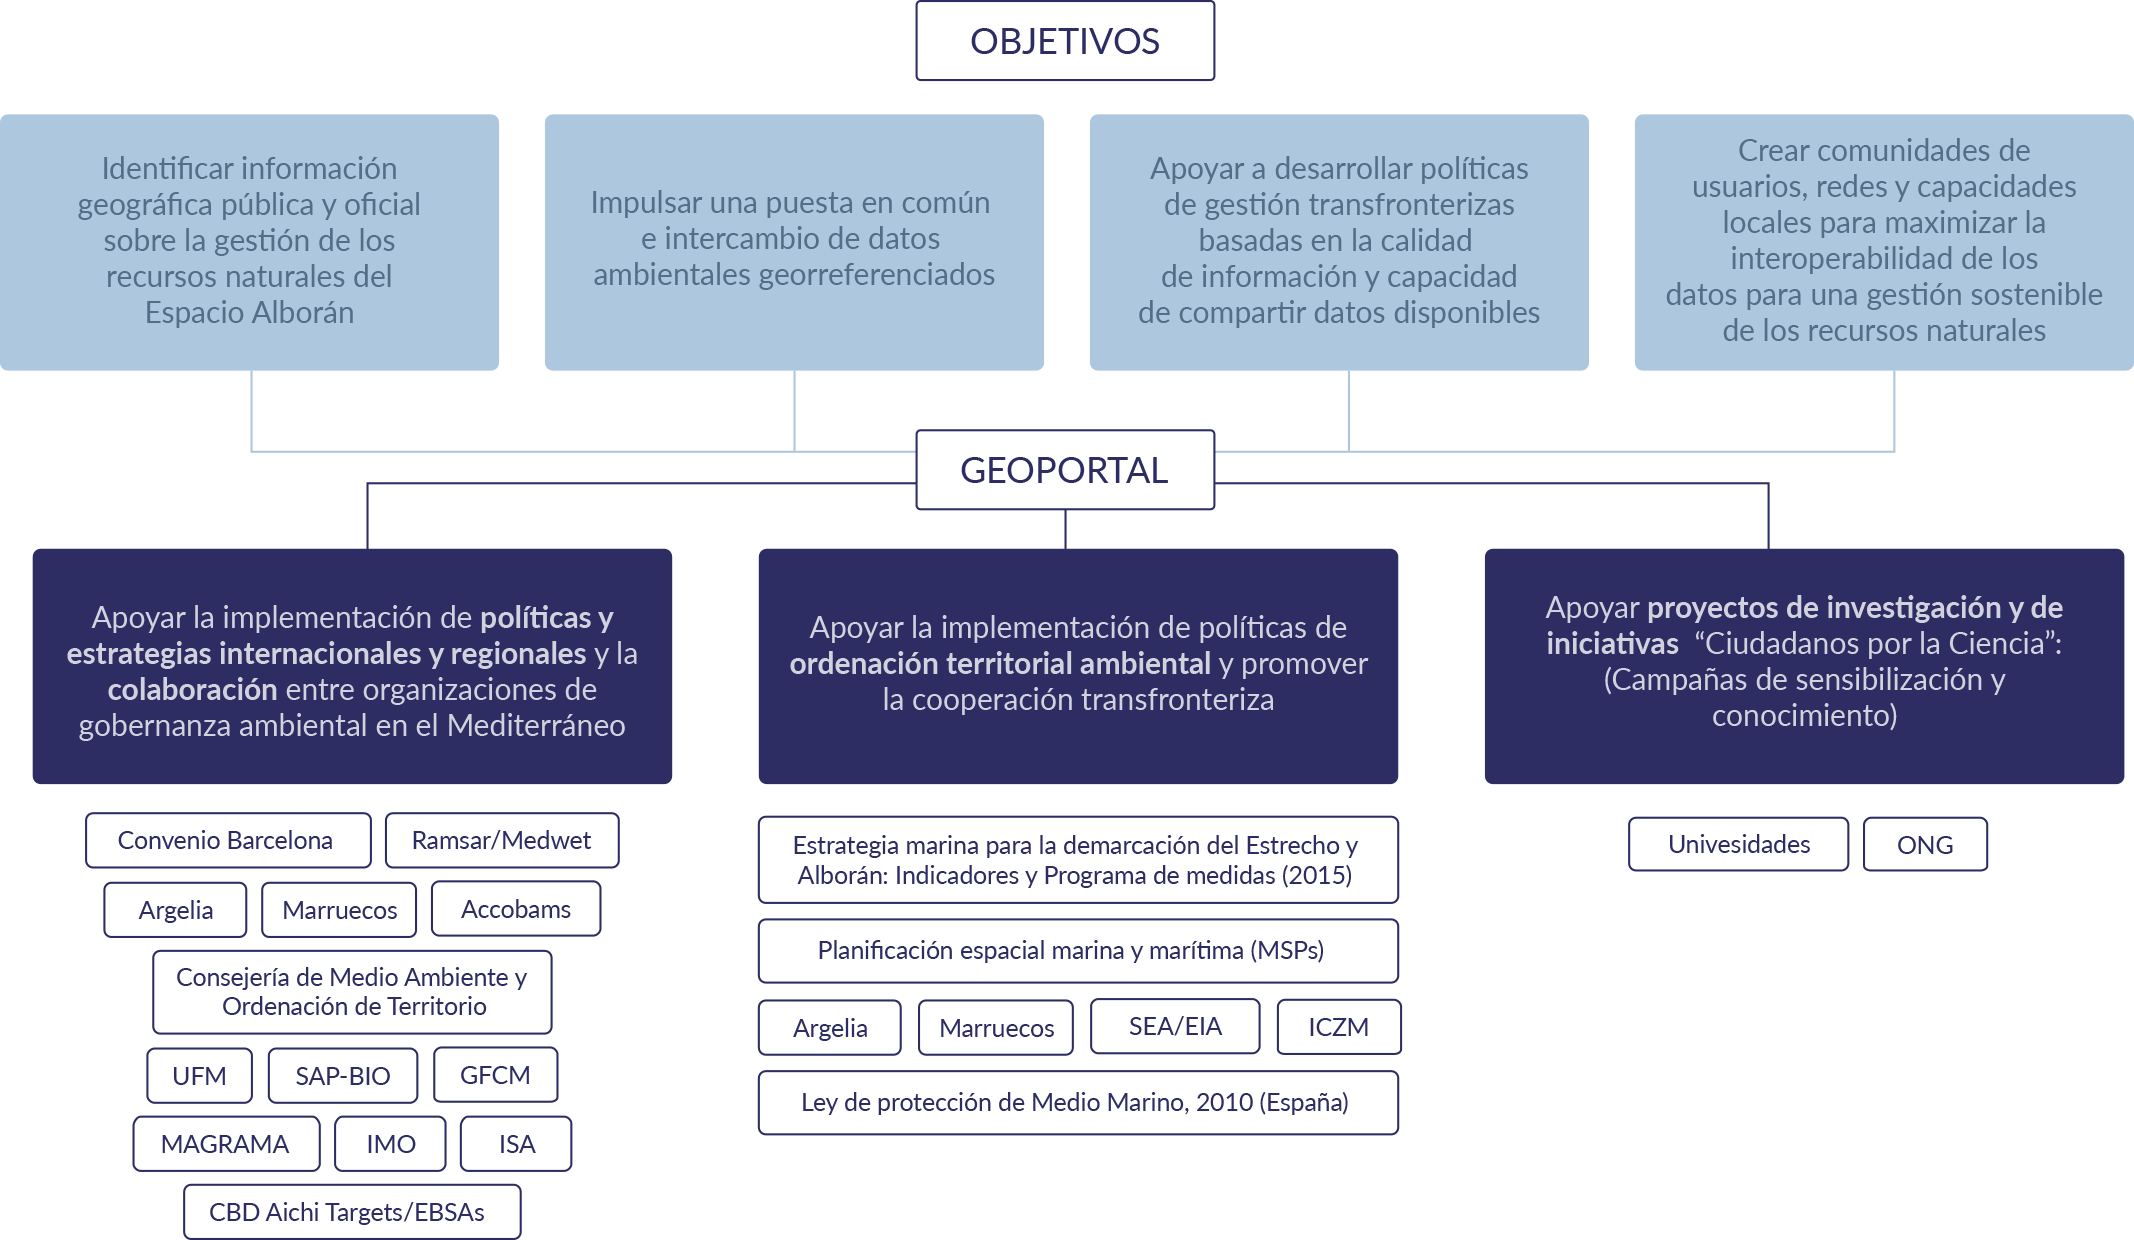 OBJETIVOS
Identificar información
geográfica pública y oficial
sobre la gestión de los
recursos naturales del
Espacio Alborán
Impulsar una puesta en común
e intercambio de datos
ambientales georreferenciados
Apoyar a desarrollar políticas
de gestión transfronterizas
basadas en la calidad
de información y capacidad
de compartir datos disponibles
Crear comunidades de
usuarios, redes y capacidades
locales para maximizar la
interoperabilidad de los
datos para una gestión sostenible
de los recursos naturales
GEOPORTAL
Apoyar la implementación de políticas y
estrategias internacionales y regionales y la
colaboración entre organizaciones de
gobernanza ambiental en el Mediterráneo
Convenio Barcelona
Ramsar/Medwet
Argelia
Marruecos
Accobams
Consejería de Medio Ambiente y
Ordenación de Territorio
UFM
SAP-BIO
GFCM
MAGRAMA
IMO
ISA
CBD Aichi Targets/EBSAs
Apoyar la implementación de políticas de
ordenación territorial ambiental y promover
la cooperación transfronteriza
Estrategia marina para la demarcación del Estrecho y
Alborán: Indicadores y Programa de medidas (2015)
Planificación espacial marina y marítima (MSPs)
Argelia
Marruecos
SEA/EIA
ICZM
Ley de protección de Medio Marino, 2010 (España)
Apoyar proyectos de investigación y de
iniciativas “Ciudadanos por la Ciencia”:
(Campañas de sensibilización y
conocimiento)
Univesidades
ONG